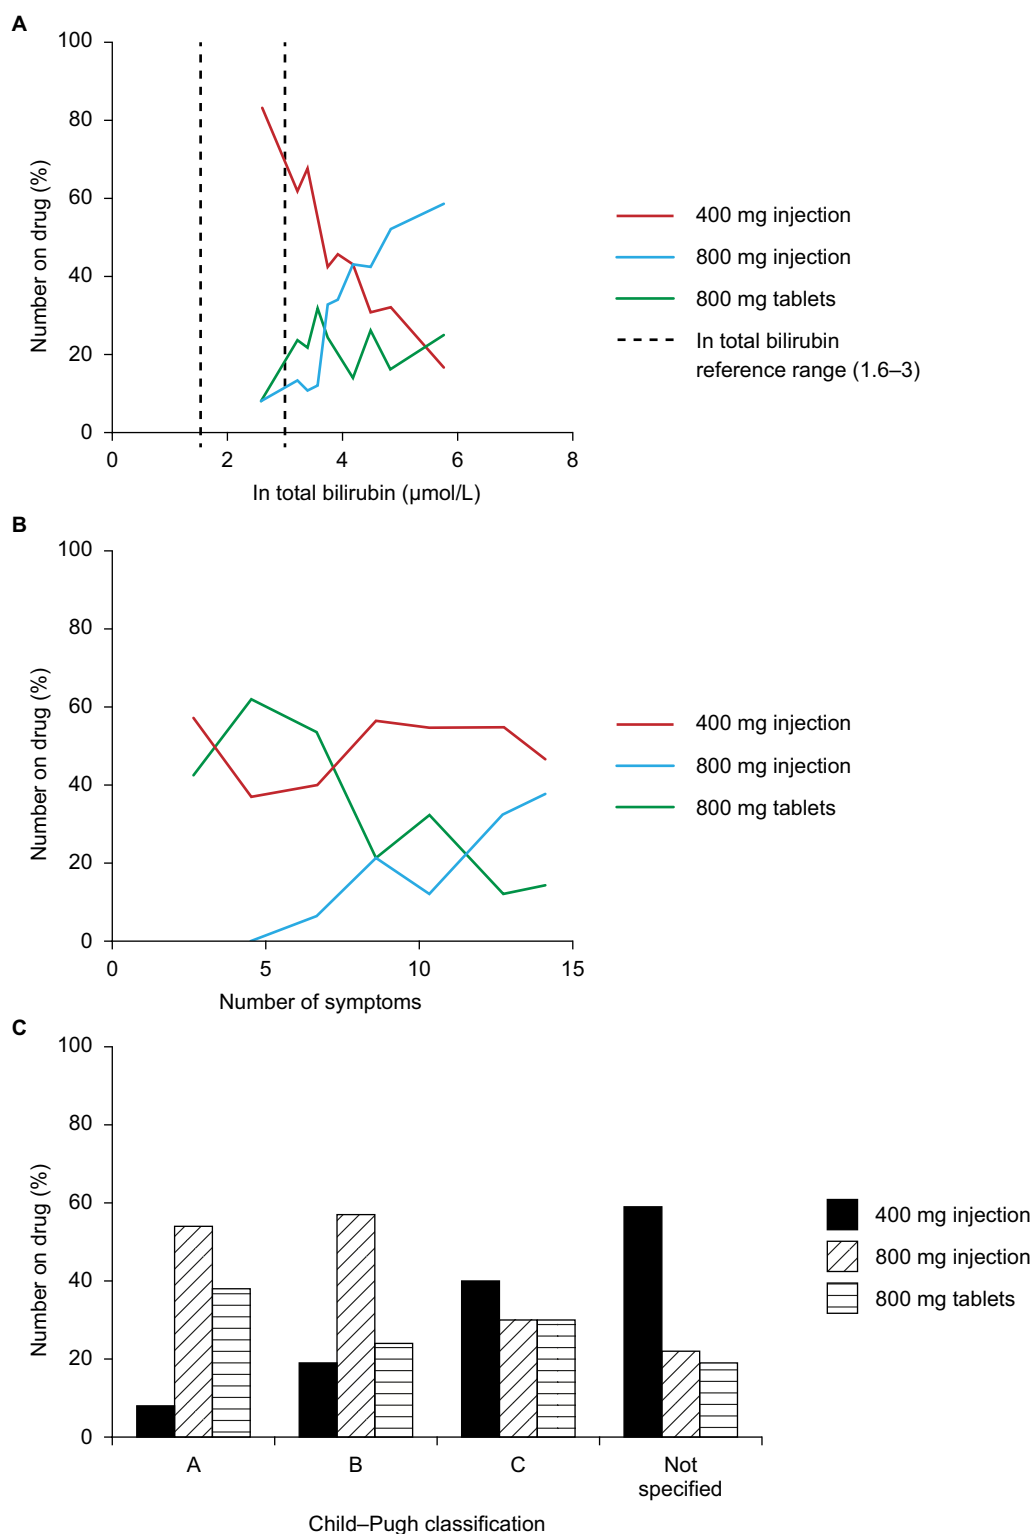 A
100
80
60
40
20
0
Number on drug (%)
0 2 4 6 8
In total bilirubin (μmol/L)
400 mg injection
800 mg injection
800 mg tablets
In total bilirubin
reference range (1.6–3)
B
100
80
60
40
20
0
Number on drug (%)
0 5 10 15
Number of symptoms
400 mg injection
800 mg injection
800 mg tablets
C
100
80
60
40
20
0
Number on drug (%)
A B C Not
specified
Child–Pugh classification
400 mg injection
800 mg injection
800 mg tablets